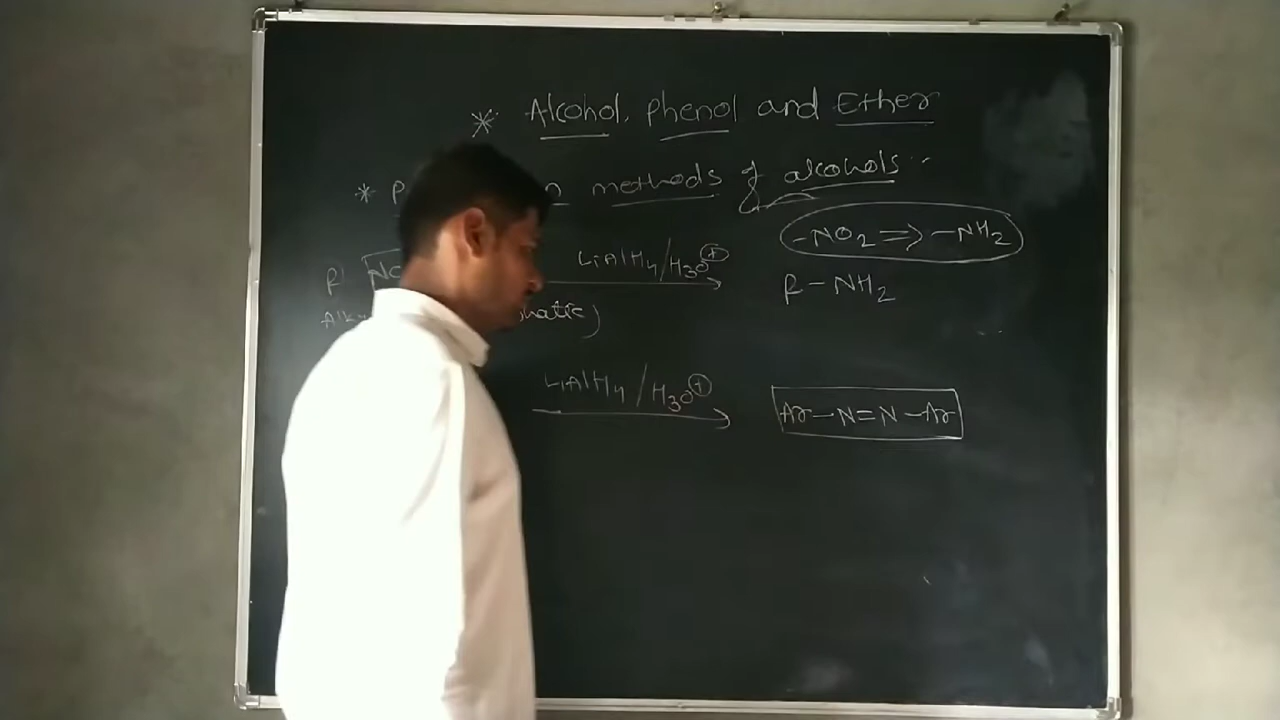 * Alcohol, phenol and Ether
* methods of alcohols :-
-NO2 => -NH2
LiAlH4/H3O⊕
R - NH2
LiAlH4 / H3O⊕
Ar - N = N - Ar